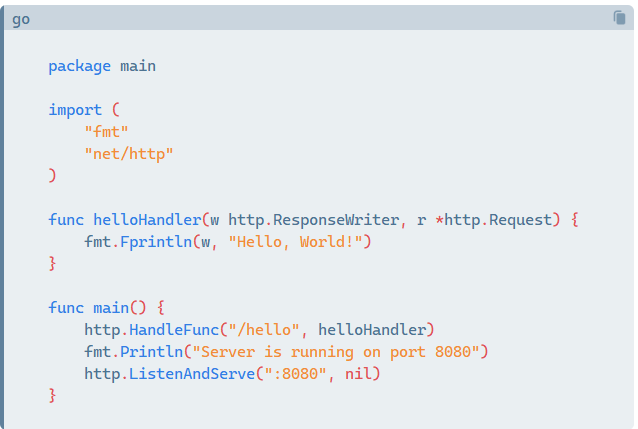 go
package main
import (
"fmt"
"net/http"
)
func helloHandler(w http.ResponseWriter, r *http.Request) {
fmt.Fprintln(w, "Hello, World!")
}
func main() {
http.HandleFunc("/hello", helloHandler)
fmt.Println("Server is running on port 8080")
http.ListenAndServe(":8080", nil)
}